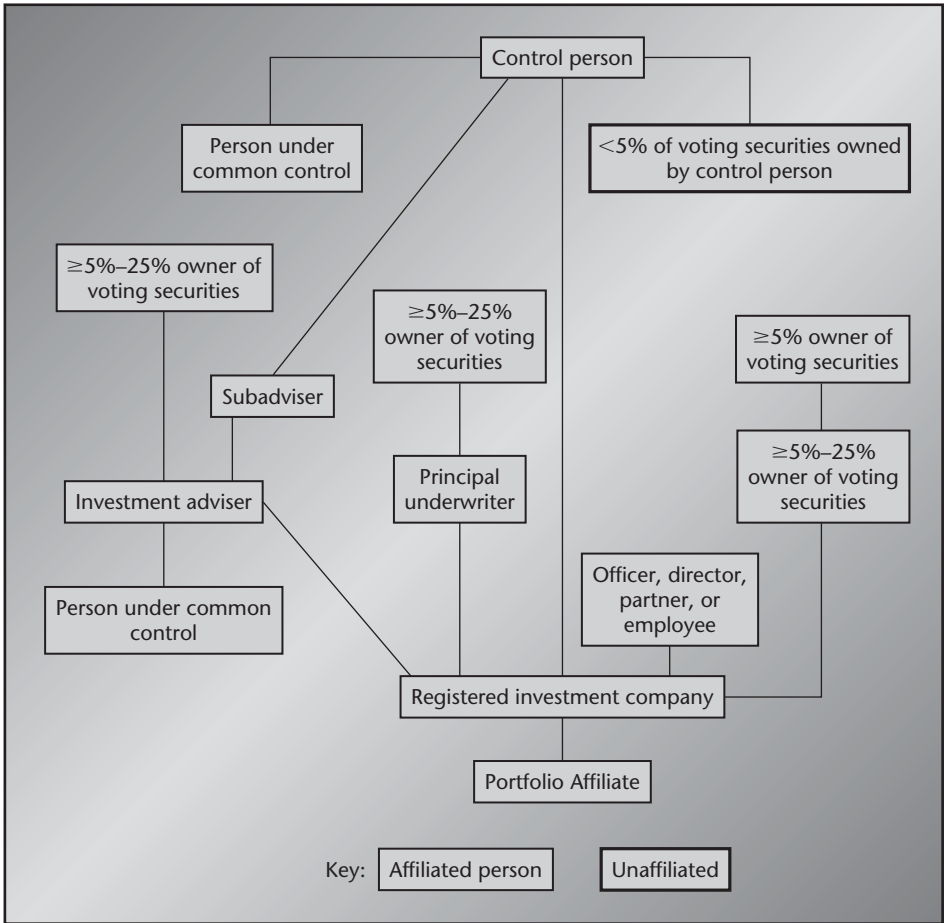 Control person
Person under
common control
<5% of voting securities owned
by control person
≥5%–25% owner of
voting securities
≥5%–25%
owner of voting
securities
≥5% owner of
voting securities
Subadviser
≥5%–25%
owner of voting
securities
Principal
underwriter
Investment adviser
Officer, director,
partner, or
employee
Person under common
control
Registered investment company
Portfolio Affiliate
Key: Affiliated person Unaffiliated